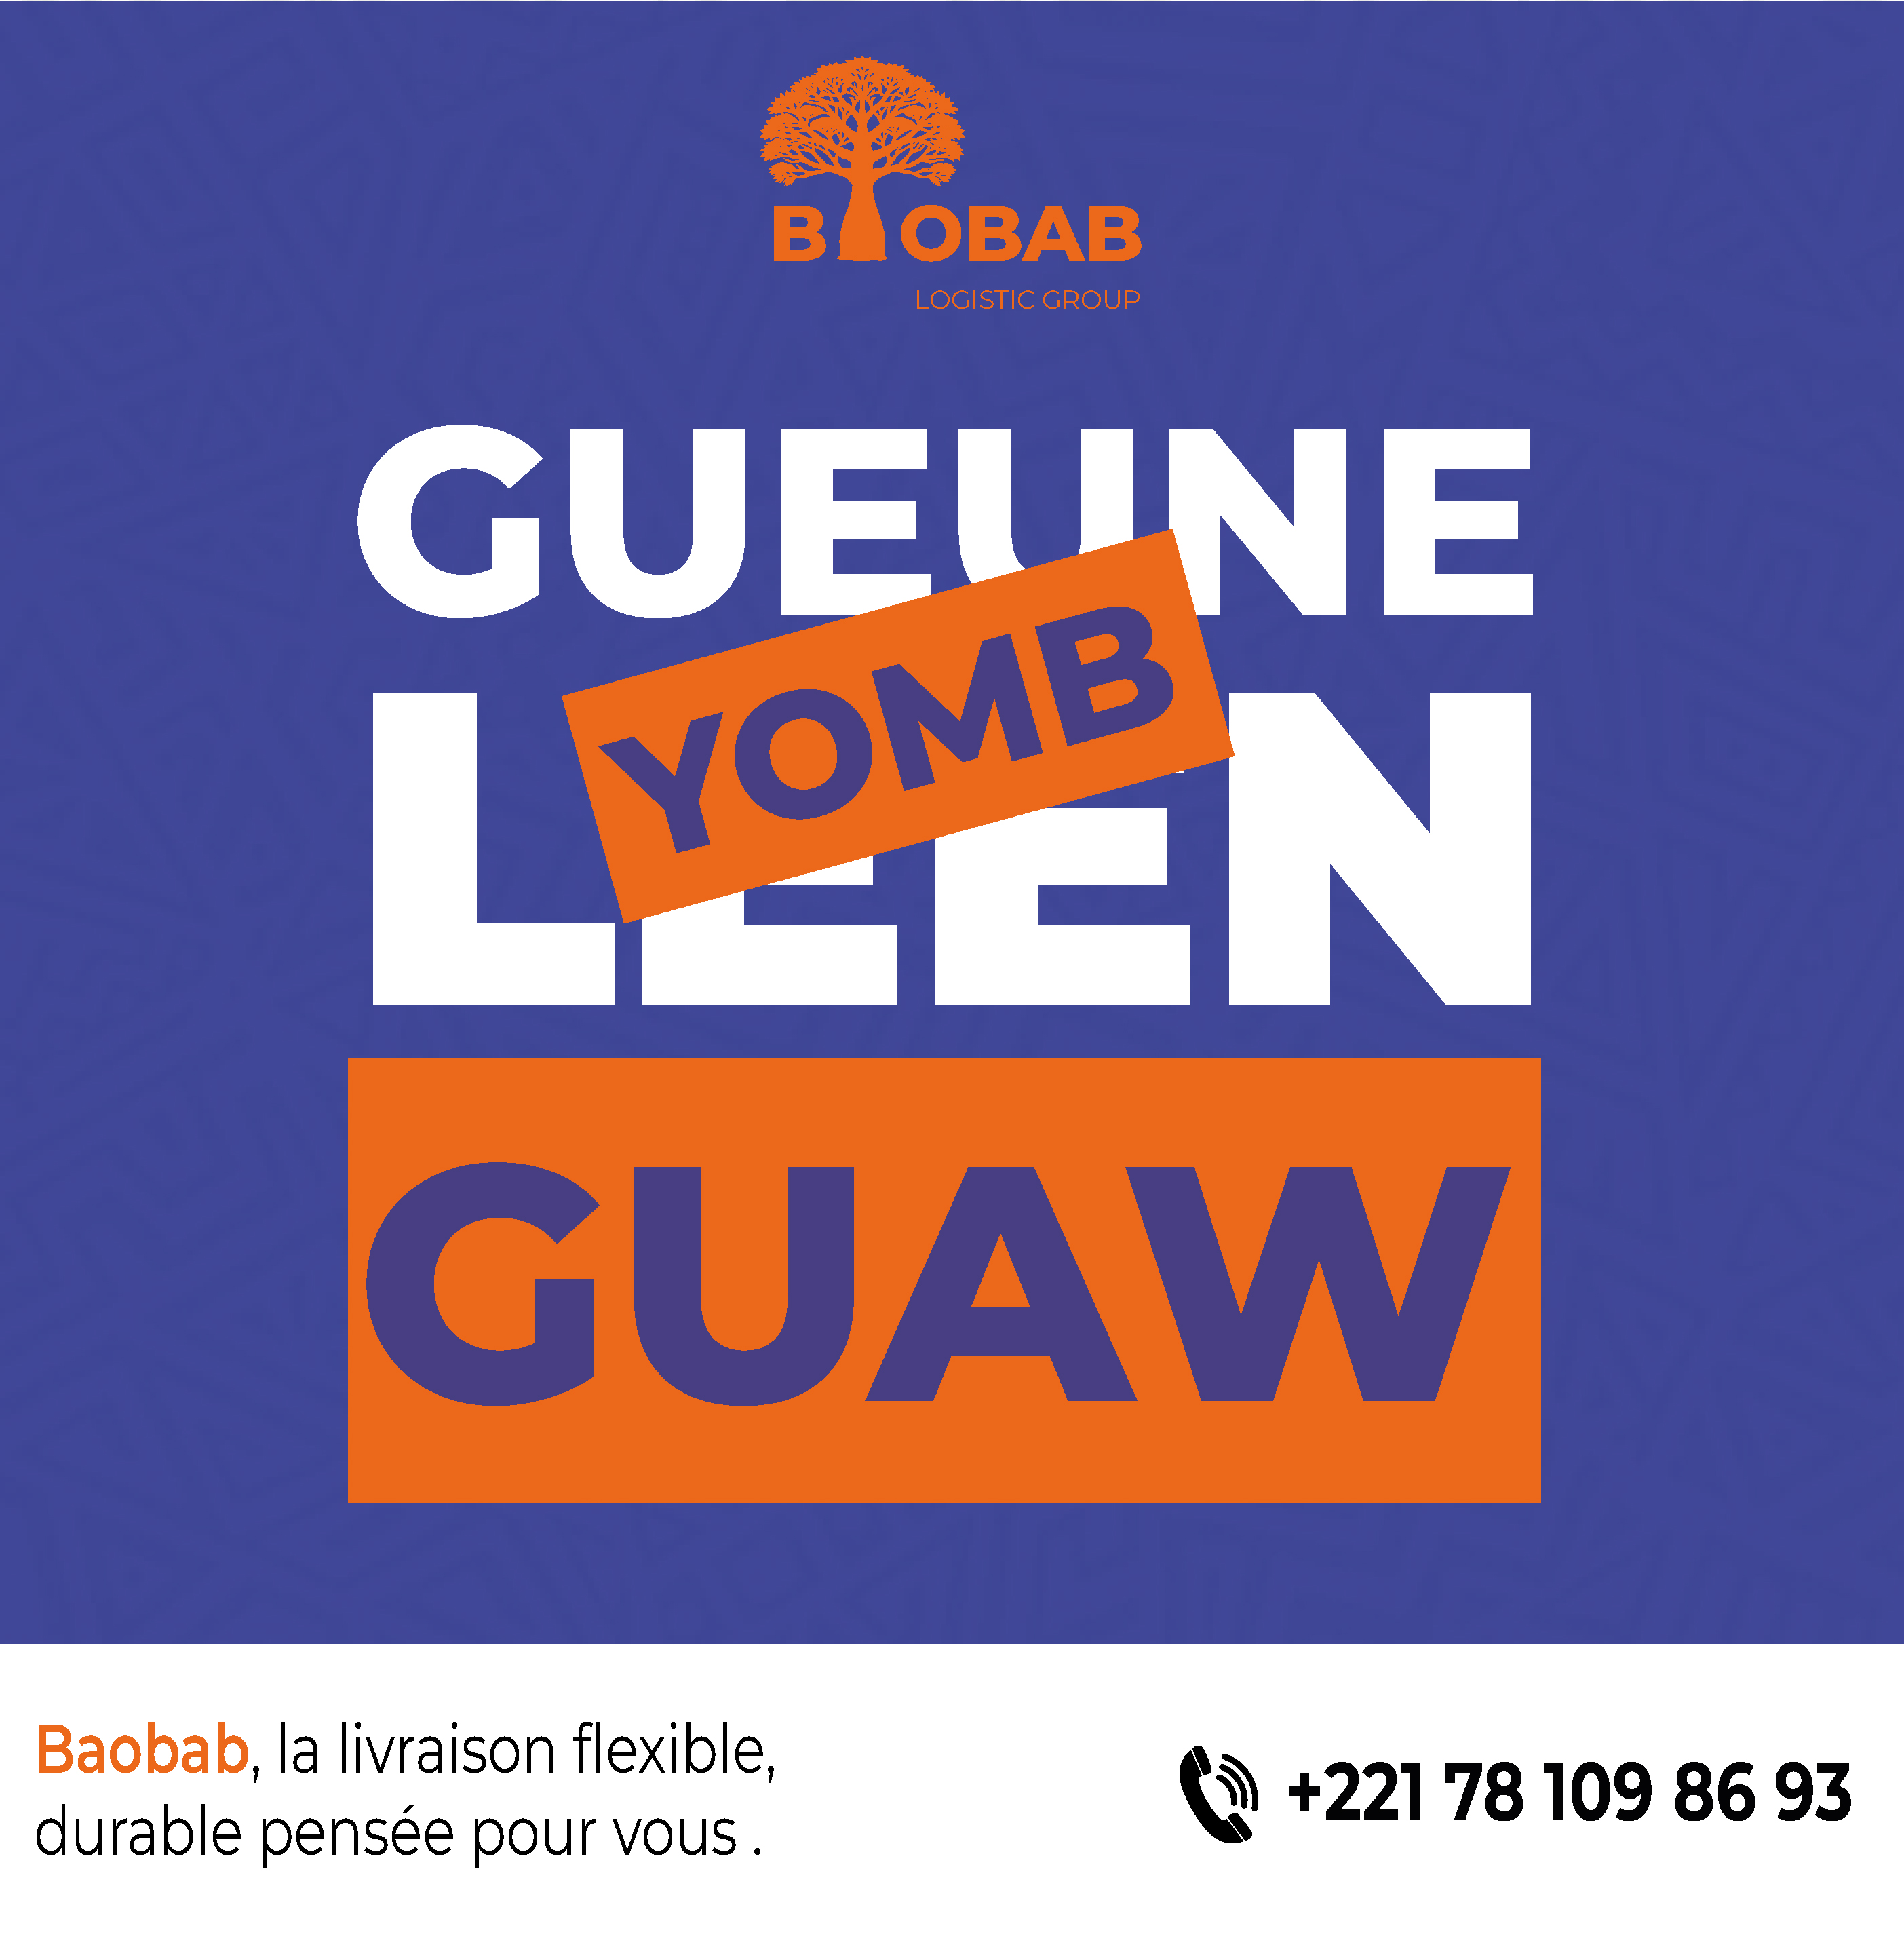 BAOBAB
LOGISTIC GROUP
GUEUNE
YOMB
LEEN
GUAW
Baobab, la livraison flexible,
durable pensée pour vous .
+221 78 109 86 93